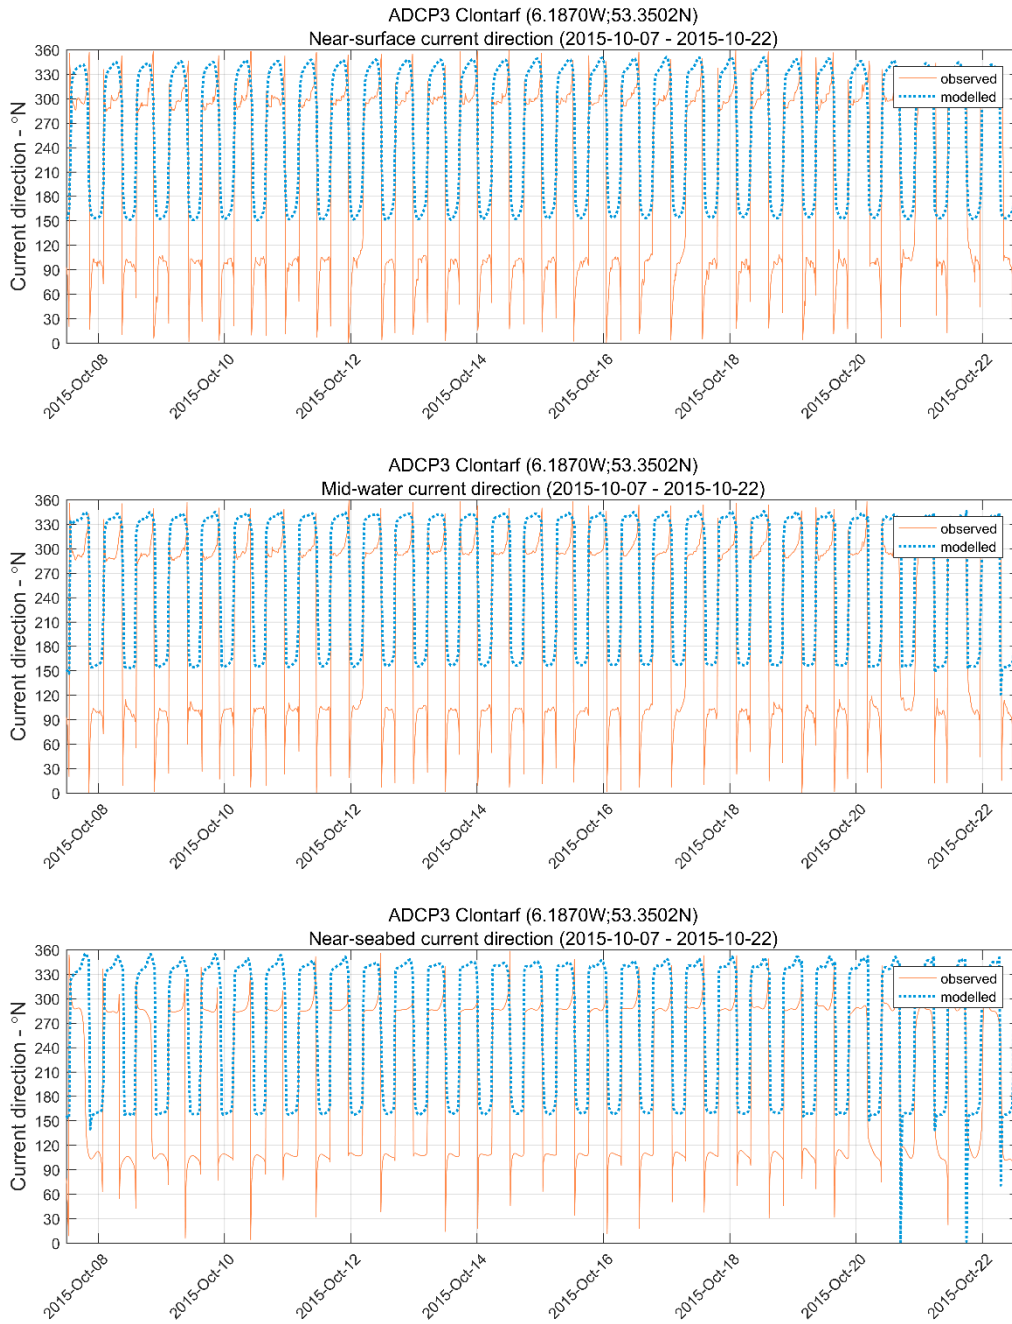 ADCP3 Clontarf (6.1870W;53.3502N)
Near-surface current direction (2015-10-07 - 2015-10-22)
Current direction - °N
360
330
300
270
240
210
180
150
120
90
60
30
0
observed
modelled
2015-Oct-08
2015-Oct-10
2015-Oct-12
2015-Oct-14
2015-Oct-16
2015-Oct-18
2015-Oct-20
2015-Oct-22
ADCP3 Clontarf (6.1870W;53.3502N)
Mid-water current direction (2015-10-07 - 2015-10-22)
Current direction - °N
360
330
300
270
240
210
180
150
120
90
60
30
0
observed
modelled
2015-Oct-08
2015-Oct-10
2015-Oct-12
2015-Oct-14
2015-Oct-16
2015-Oct-18
2015-Oct-20
2015-Oct-22
ADCP3 Clontarf (6.1870W;53.3502N)
Near-seabed current direction (2015-10-07 - 2015-10-22)
Current direction - °N
360
330
300
270
240
210
180
150
120
90
60
30
0
observed
modelled
2015-Oct-08
2015-Oct-10
2015-Oct-12
2015-Oct-14
2015-Oct-16
2015-Oct-18
2015-Oct-20
2015-Oct-22